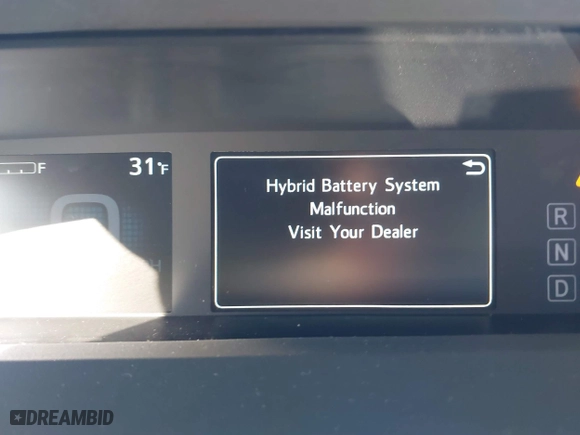 F
31°F
Hybrid Battery System
Malfunction
Visit Your Dealer
R
N
D
DREAMBID